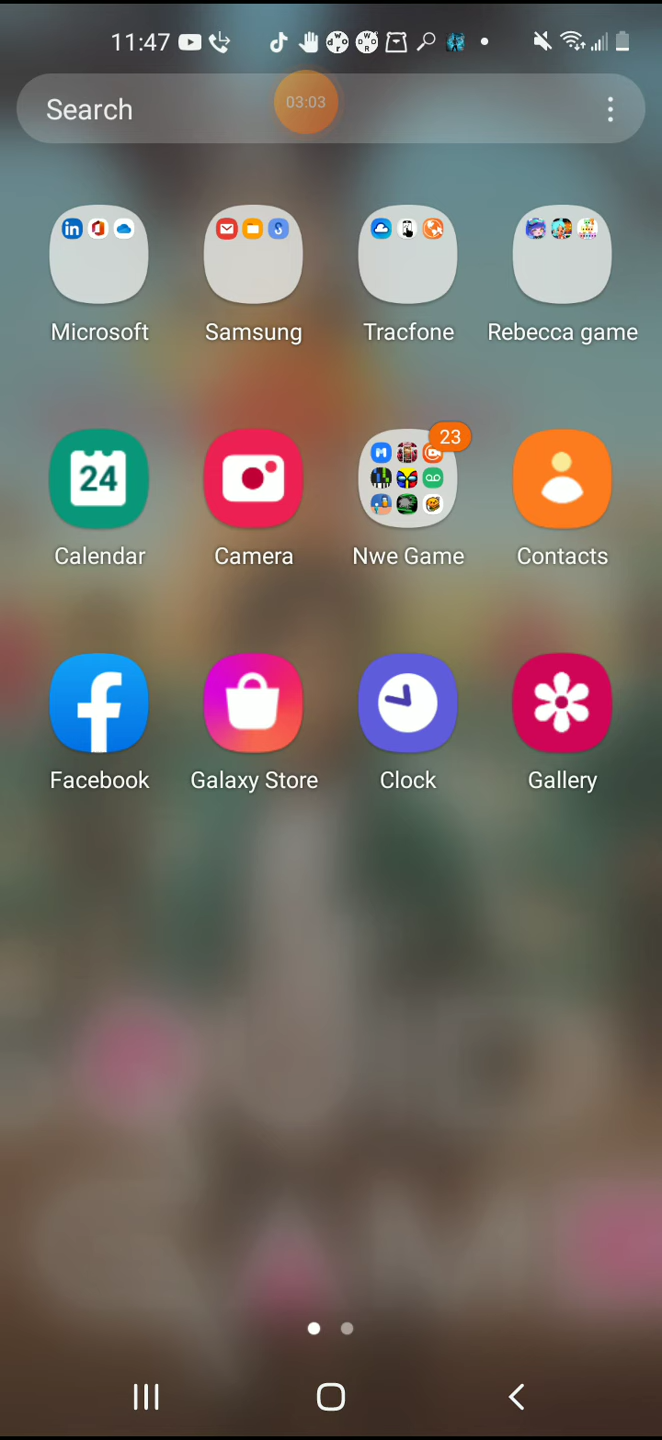 11:47
Search
03:03
Microsoft
Samsung
Tracfone
Rebecca game
24
23
Calendar
Camera
Nwe Game
Contacts
Facebook
Galaxy Store
Clock
Gallery